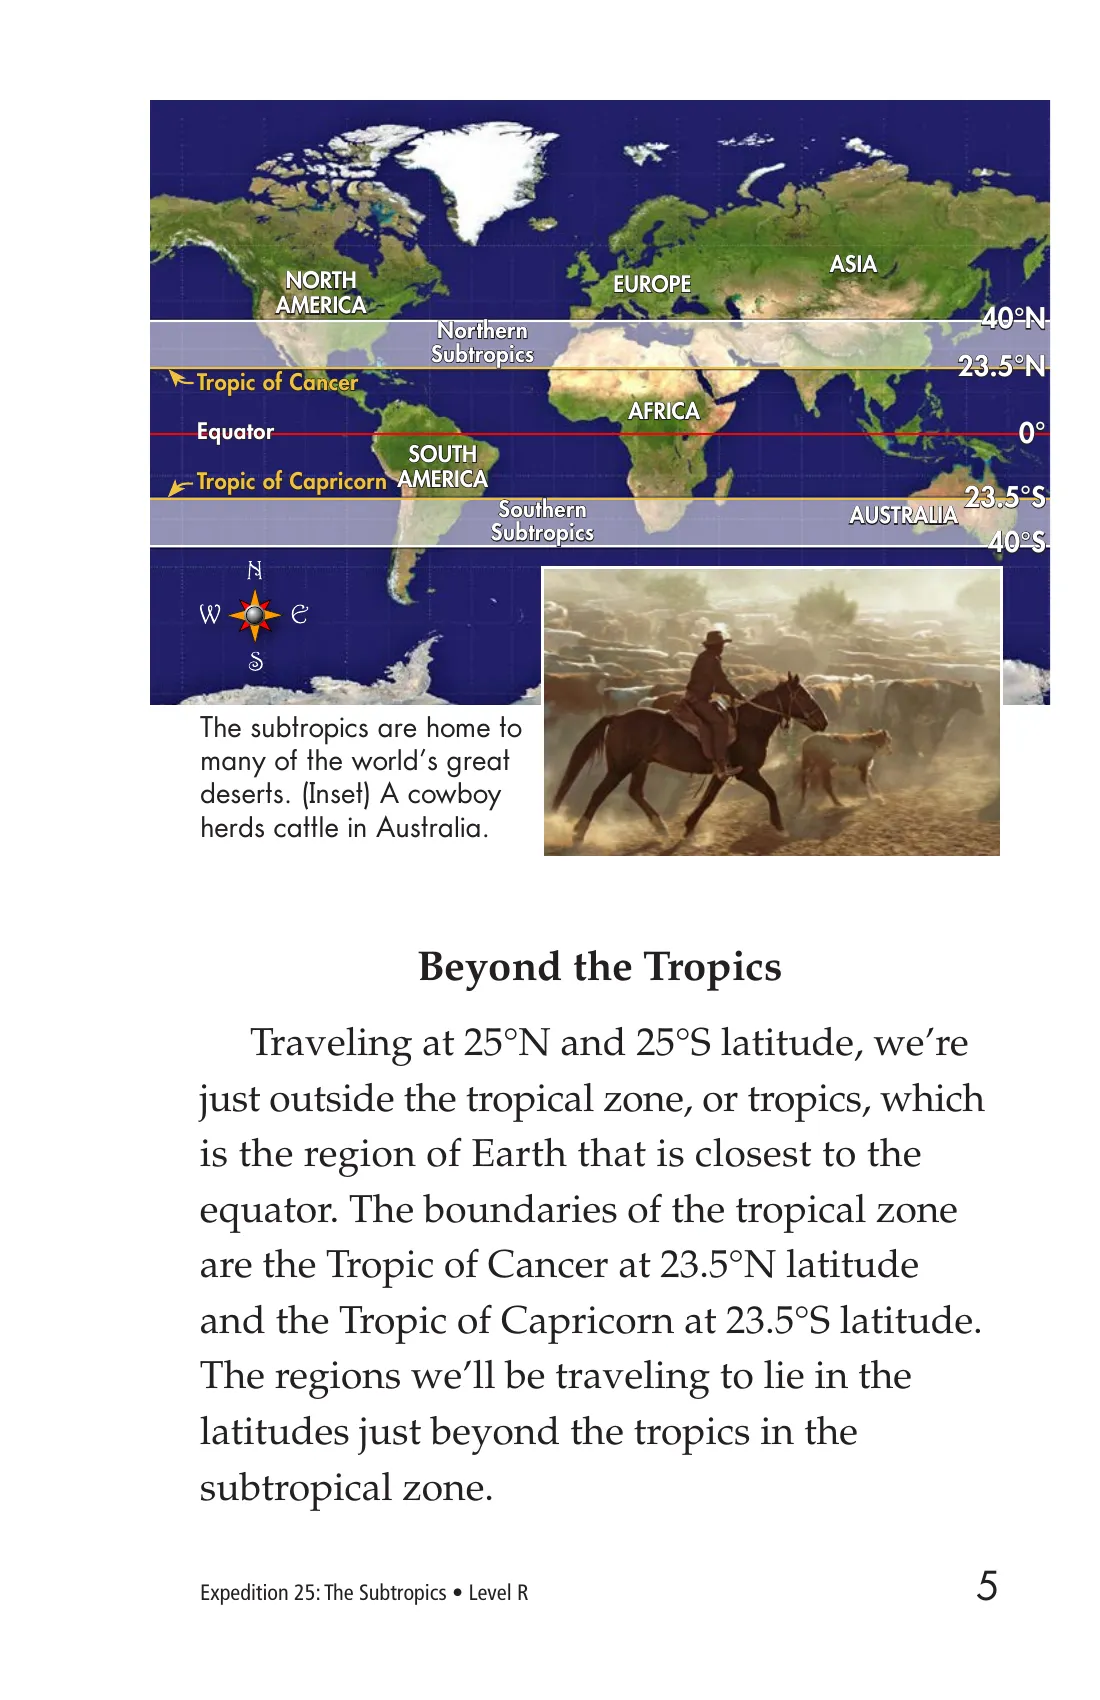 NORTH
AMERICA
EUROPE
ASIA
40°N
Northern
Subtropics
23.5°N
Tropic of Cancer
AFRICA
Equator
0°
SOUTH
AMERICA
Tropic of Capricorn
23.5°S
Southern
Subtropics
AUSTRALIA
40°S
N
W
E
S
The subtropics are home to
many of the world’s great
deserts. (Inset) A cowboy
herds cattle in Australia.
Beyond the Tropics
Traveling at 25°N and 25°S latitude, we’re
just outside the tropical zone, or tropics, which
is the region of Earth that is closest to the
equator. The boundaries of the tropical zone
are the Tropic of Cancer at 23.5°N latitude
and the Tropic of Capricorn at 23.5°S latitude.
The regions we’ll be traveling to lie in the
latitudes just beyond the tropics in the
subtropical zone.
Expedition 25: The Subtropics • Level R
5